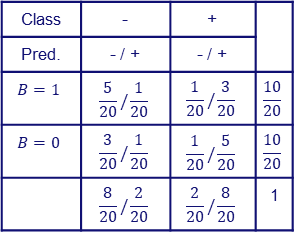 Class - +
Pred. - / + - / +
B = 1 5/20 / 1/20 1/20 / 3/20 10/20
B = 0 3/20 / 1/20 1/20 / 5/20 10/20
8/20 / 2/20 2/20 / 8/20 1